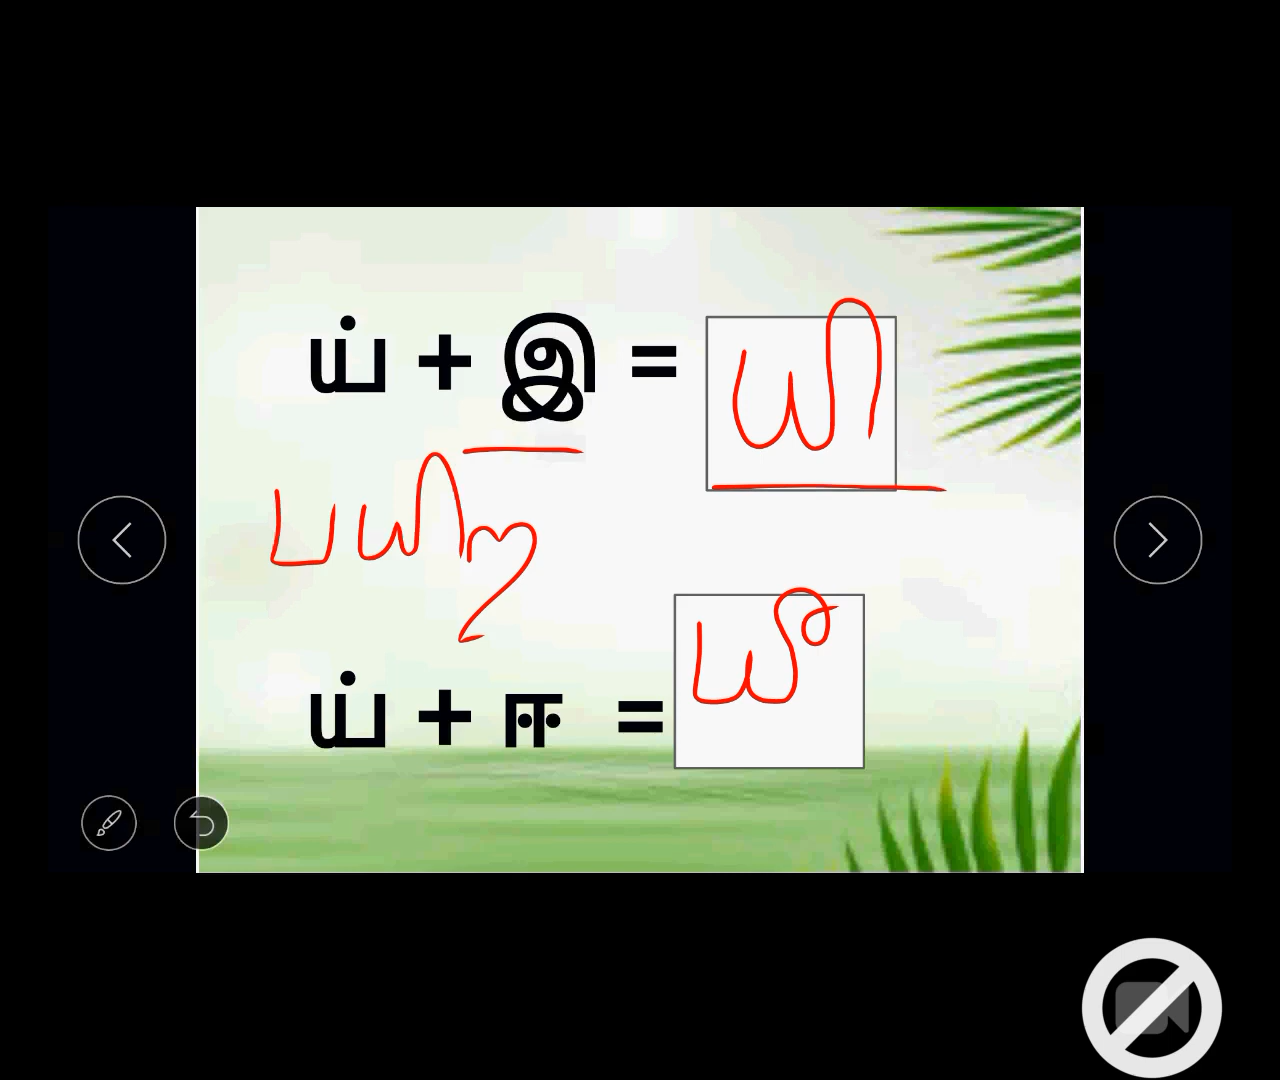 ய் + இ = யி
பயிறு
ய் + ஈ = யீ